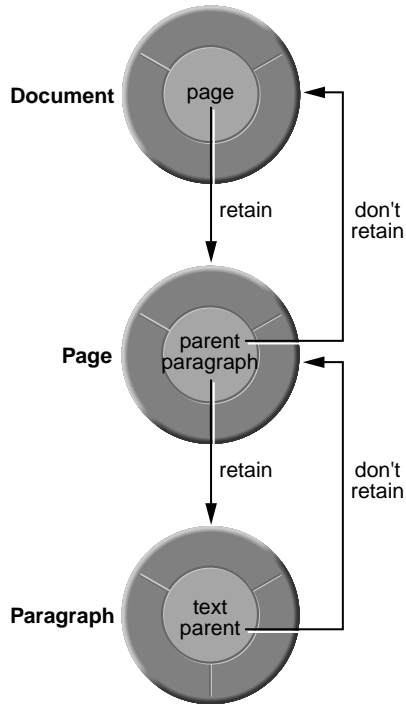 Document
page
retain
don't
retain
Page
parent
paragraph
retain
don't
retain
Paragraph
text
parent